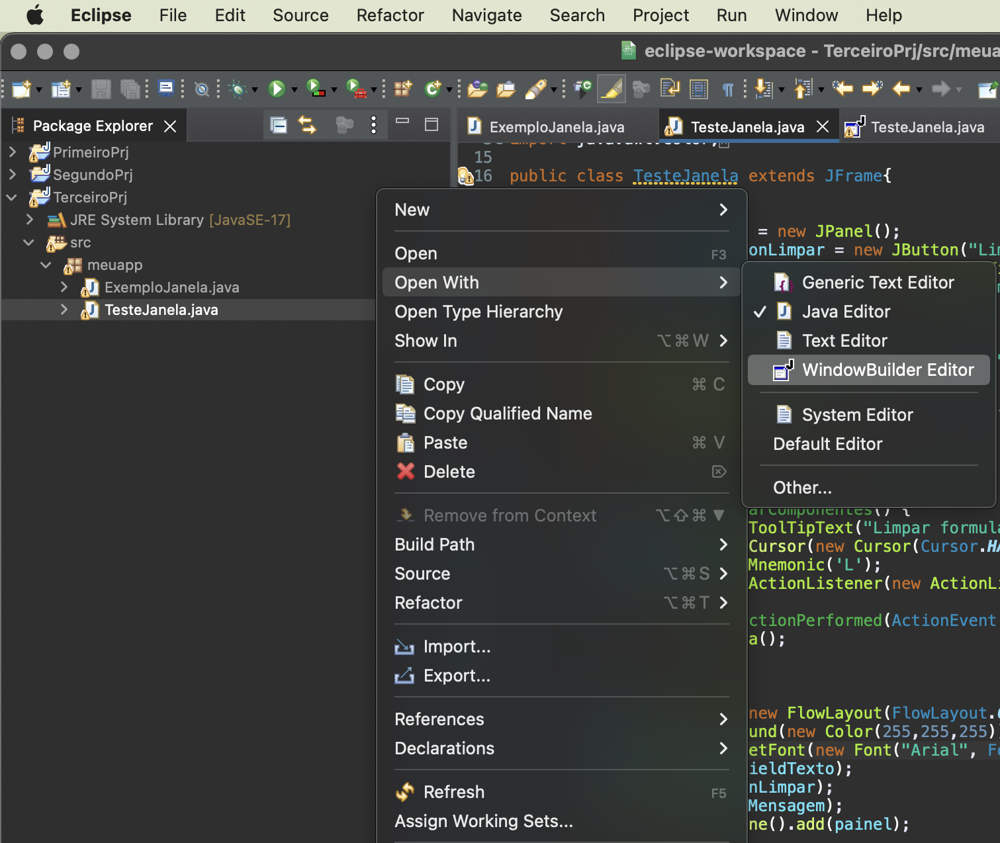 Eclipse File Edit Source Refactor Navigate Search Project Run Window Help
eclipse-workspace - TerceiroPrj/src/meua
Package Explorer
ExemploJanela.java
TesteJanela.java
TesteJanela.java
PrimeiroPrj
SegundoPrj
TerceiroPrj
JRE System Library [JavaSE-17]
src
meuapp
ExemploJanela.java
TesteJanela.java
15
16 public class TesteJanela extends JFrame{
= new JPanel();
onLimpar = new JButton("Lim
New
Open F3
Open With
Open Type Hierarchy
Show In ⌥⌘W
Copy ⌘ C
Copy Qualified Name
Paste ⌘ V
Delete ⌦
Remove from Context ⌥⇧⌘▼
Build Path
Source ⌥⌘S
Refactor ⌥⌘T
Import...
Export...
References
Declarations
Refresh F5
Assign Working Sets...
Generic Text Editor
✓ Java Editor
Text Editor
WindowBuilder Editor
System Editor
Default Editor
Other...
arComponentes() {
ToolTipText("Limpar formula
Cursor(new Cursor(Cursor.HA
Mnemonic('L');
ActionListener(new ActionLi
ctionPerformed(ActionEvent
a();
new FlowLayout(FlowLayout.
und(new Color(255,255,255)
etFont(new Font("Arial", Fo
ieldTexto);
nLimpar);
Mensagem);
ne().add(painel);